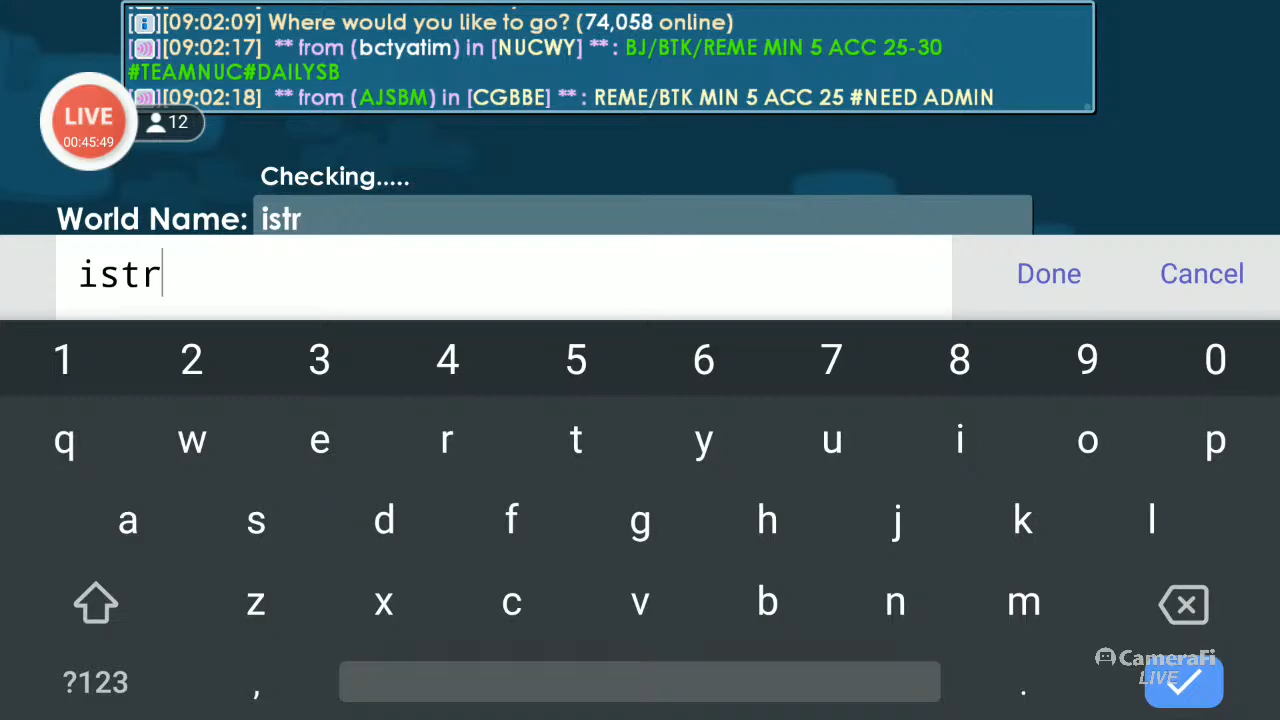 [09:02:09] Where would you like to go? (74,058 online)
[09:02:17] ** from (bctyatim) in [NUCWY] ** : BJ/BTK/REME MIN 5 ACC 25-30
#TEAMNUC#DAILYSB
[09:02:18] ** from (AJSBM) in [CGBBE] ** : REME/BTK MIN 5 ACC 25 #NEED ADMIN
LIVE
00:45:49
12
Checking.....
World Name: istr
istr
Done Cancel
1 2 3 4 5 6 7 8 9 0
q w e r t y u i o p
a s d f g h j k l
z x c v b n m
?123 , .
CameraFi
LIVE